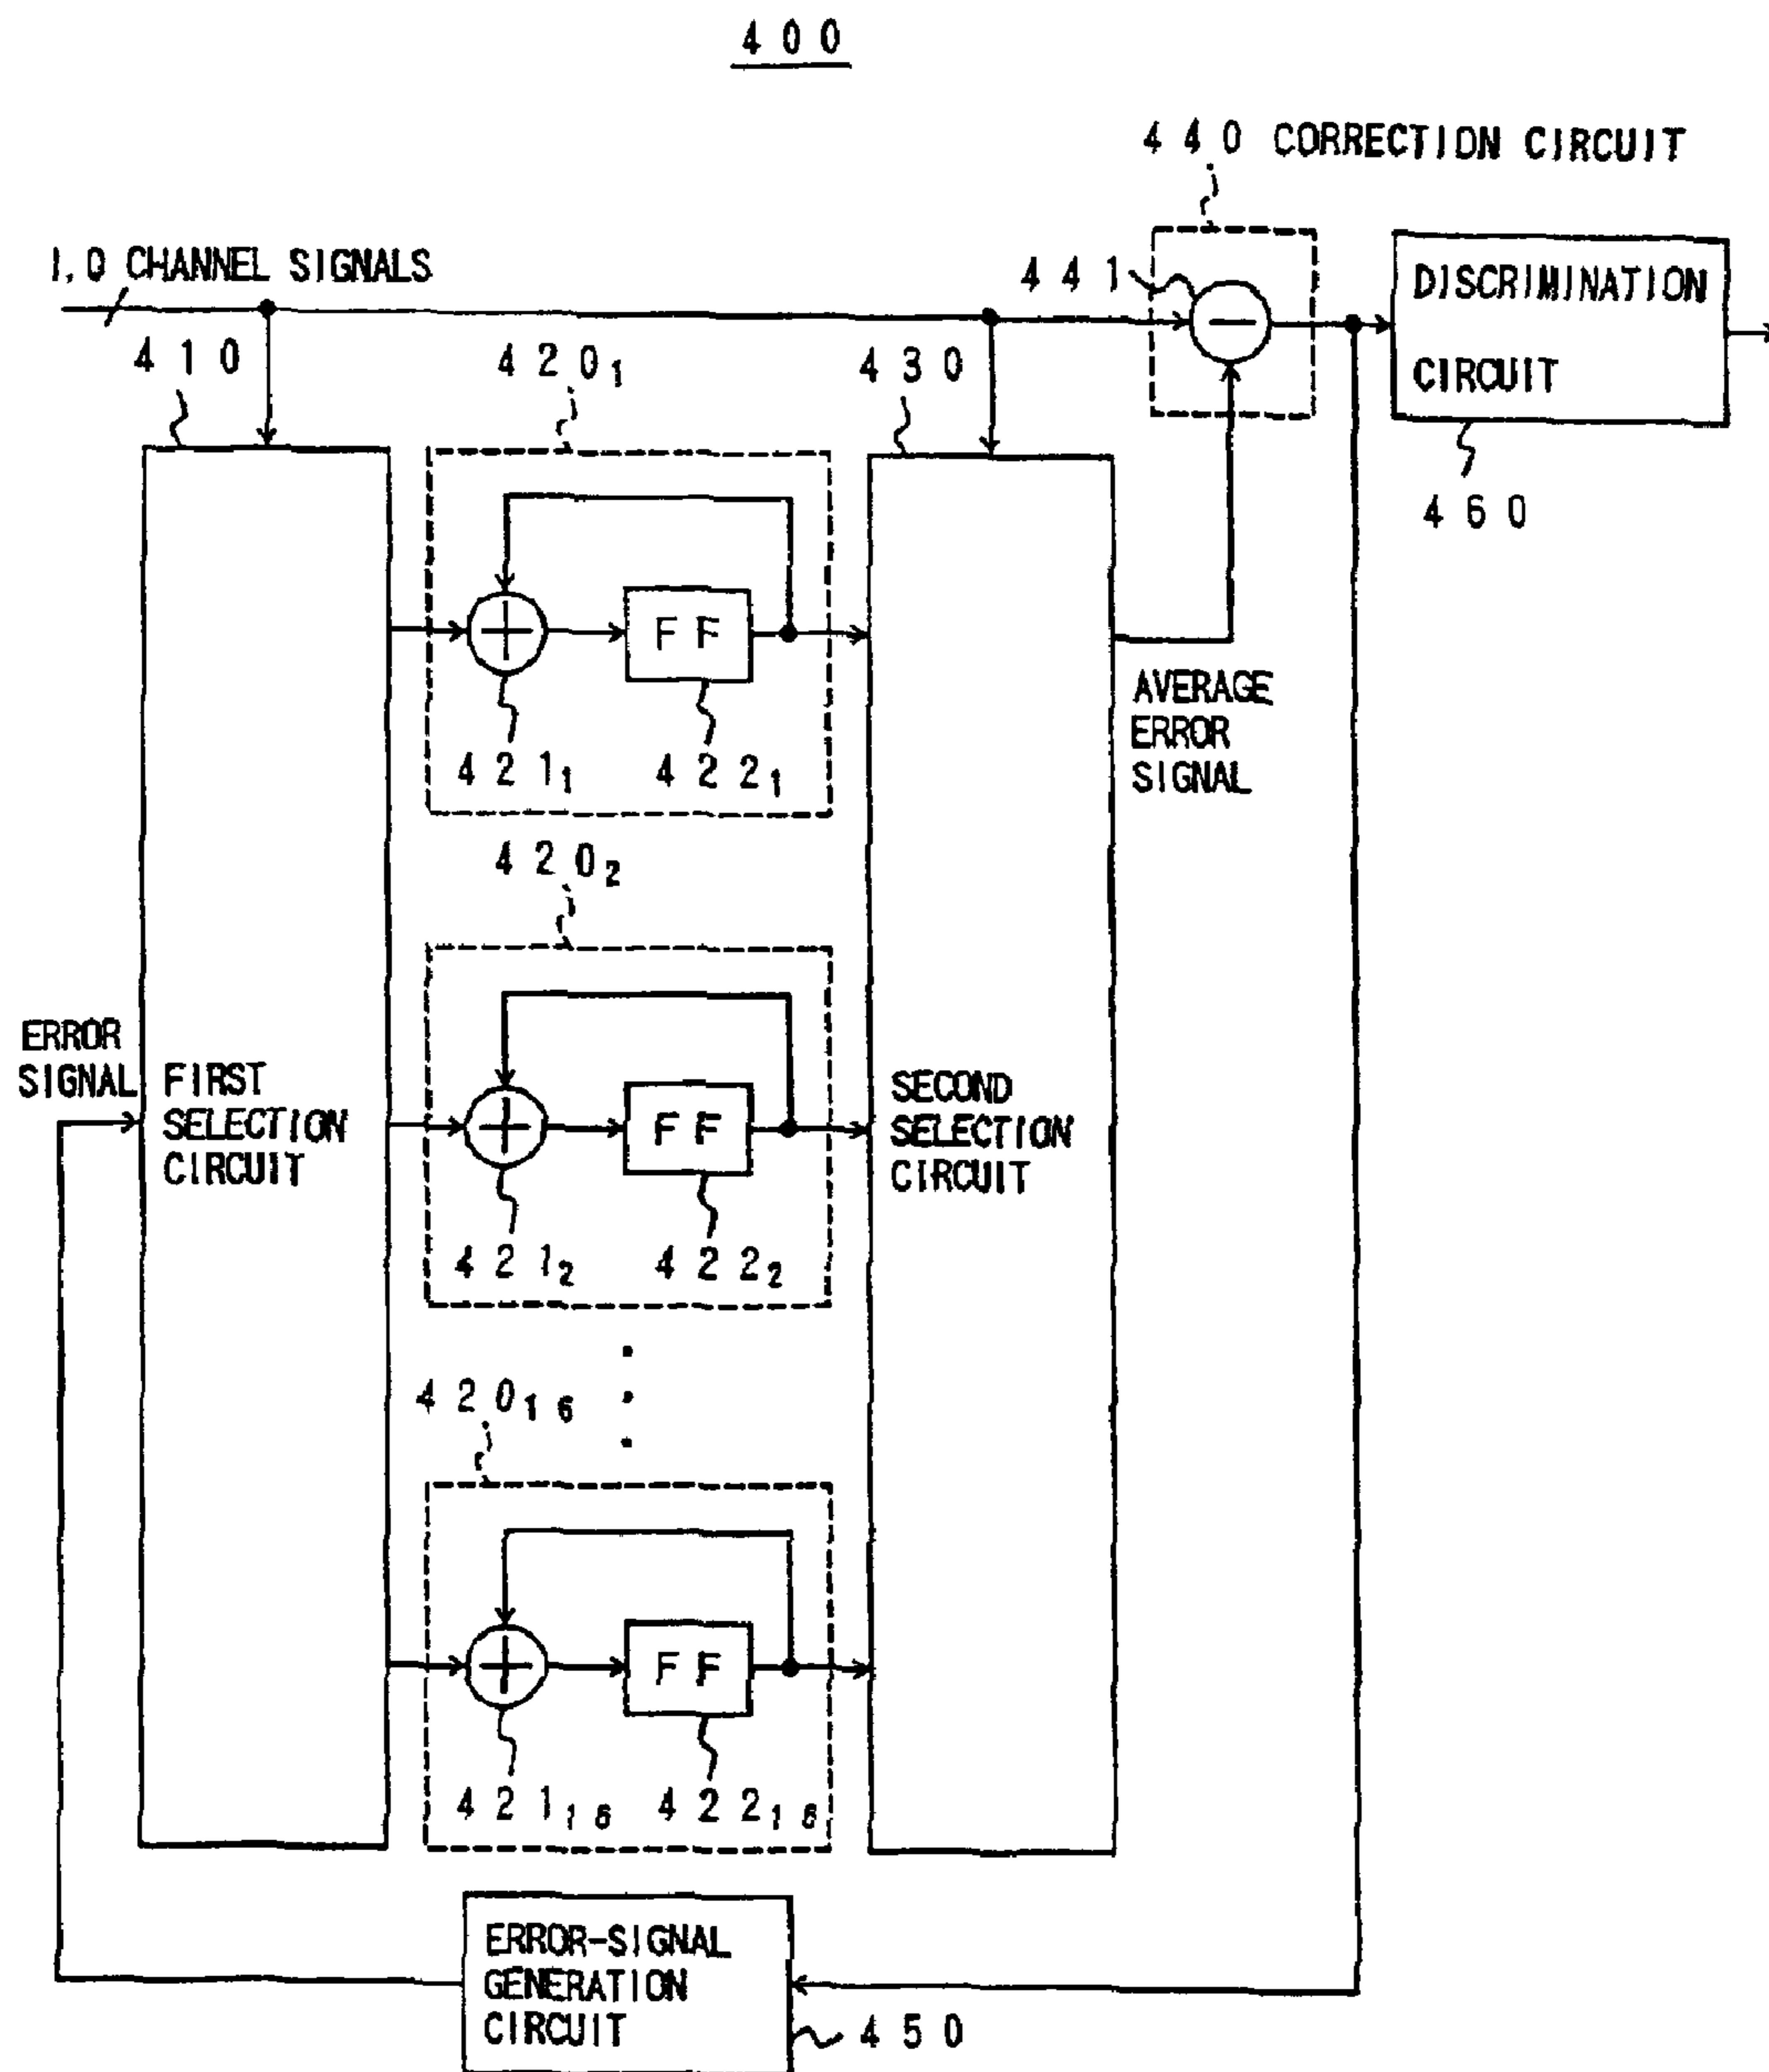 400
440 CORRECTION CIRCUIT
I,Q CHANNEL SIGNALS
441
DISCRIMINATION
CIRCUIT
410
420₁
430
460
FF
421₁
422₁
AVERAGE
ERROR
SIGNAL
420₂
ERROR
SIGNAL
FIRST
SELECTION
CIRCUIT
FF
SECOND
SELECTION
CIRCUIT
421₂
422₂
420₁₆
FF
421₁₆
422₁₆
ERROR-SIGNAL
GENERATION
CIRCUIT
450